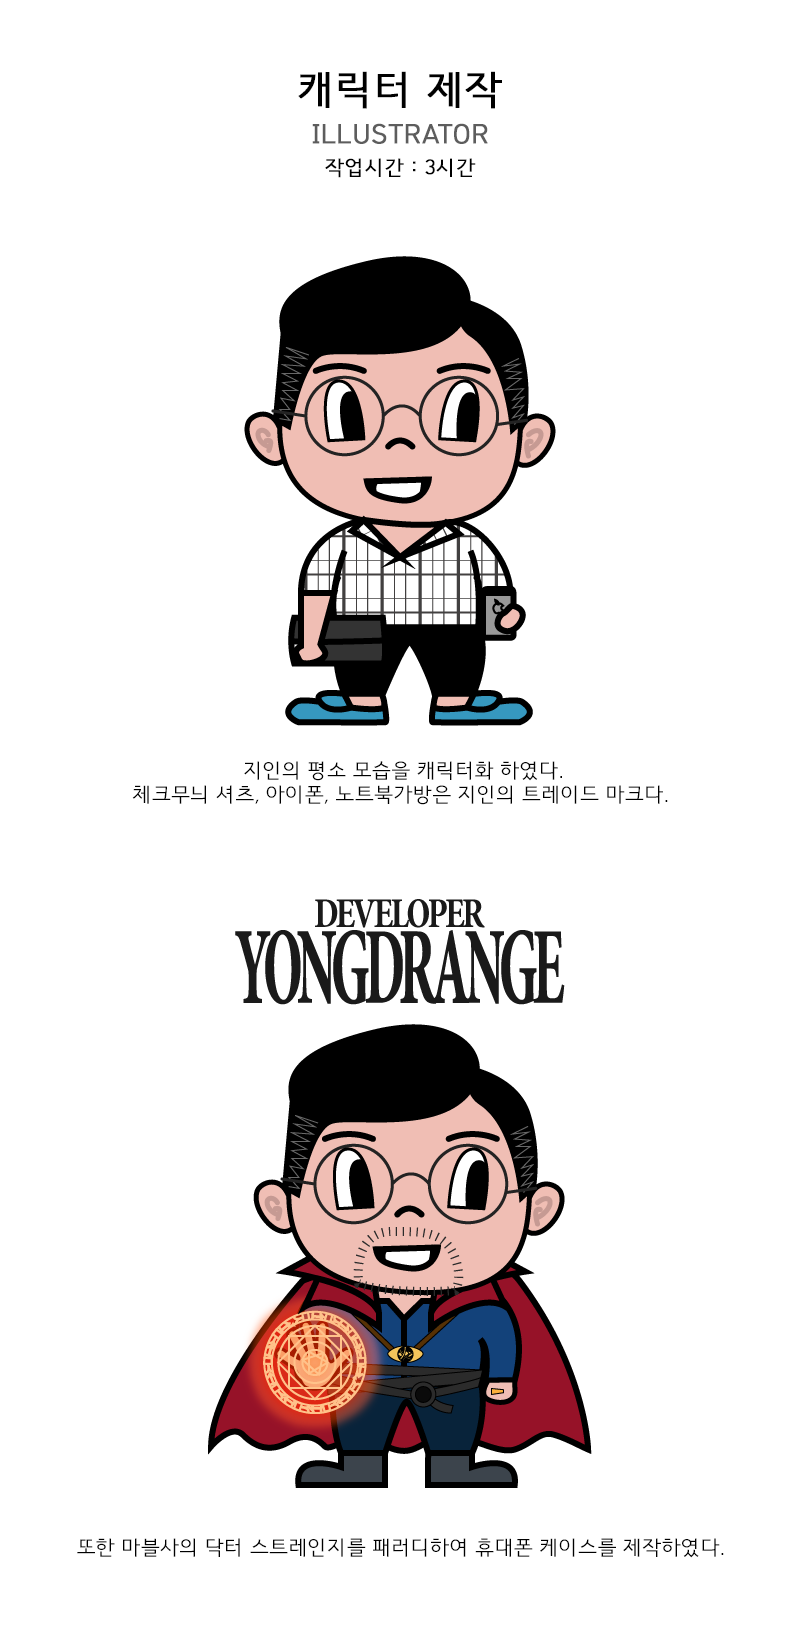 캐릭터 제작
ILLUSTRATOR
작업시간 : 3시간
지인의 평소 모습을 캐릭터화 하였다.
체크무늬 셔츠, 아이폰, 노트북가방은 지인의 트레이드 마크다.
DEVELOPER
YONGDRANGE
또한 마블사의 닥터 스트레인지를 패러디하여 휴대폰 케이스를 제작하였다.